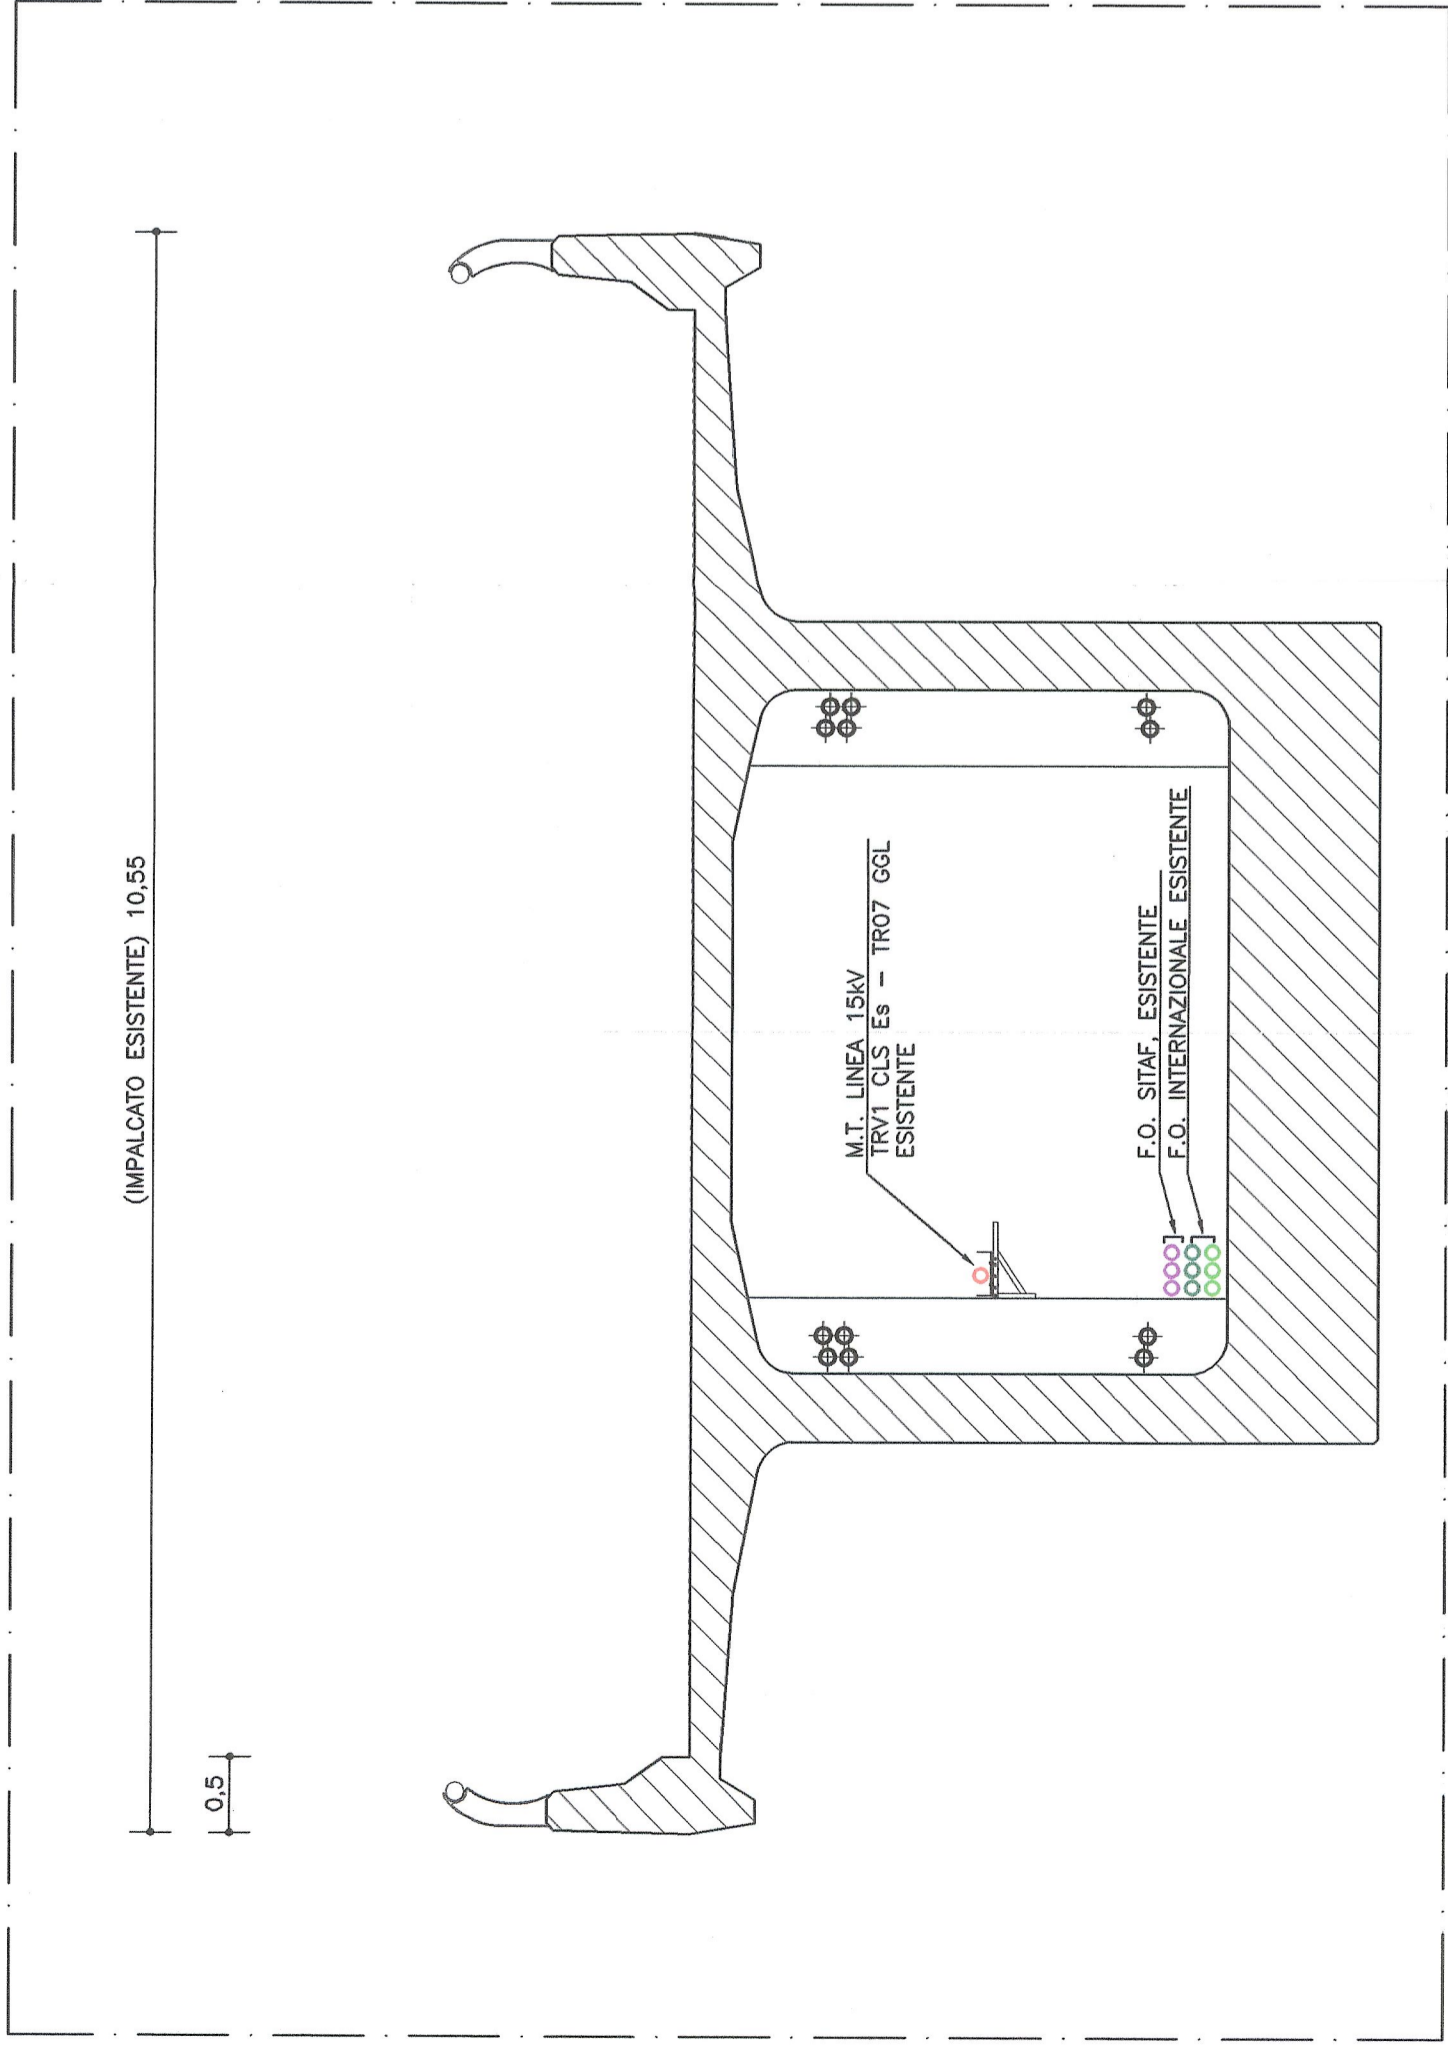 (IMPALCATO ESISTENTE) 10,55
0,5
M.T. LINEA 15kV
TRV1 CLS Es – TR07 GGL
ESISTENTE
F.O. SITAF, ESISTENTE
F.O. INTERNAZIONALE ESISTENTE